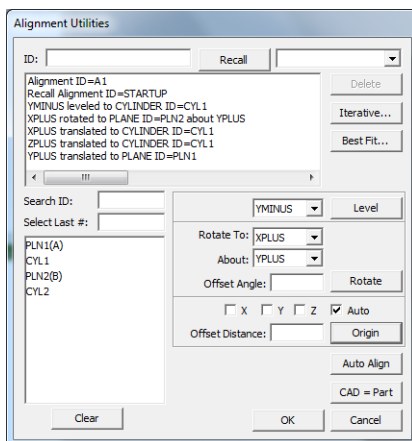 Alignment Utilities
ID: Recall
Alignment ID=A1
Recall Alignment ID=STARTUP
YMINUS leveled to CYLINDER ID=CYL1
XPLUS rotated to PLANE ID=PLN2 about YPLUS
XPLUS translated to CYLINDER ID=CYL1
ZPLUS translated to CYLINDER ID=CYL1
YPLUS translated to PLANE ID=PLN1
Delete
Iterative...
Best Fit...
Search ID:
Select Last #:
PLN1(A)
CYL1
PLN2(B)
CYL2
YMINUS Level
Rotate To: XPLUS
About: YPLUS
Offset Angle: Rotate
X Y Z Auto
Offset Distance: Origin
Auto Align
CAD = Part
Clear OK Cancel